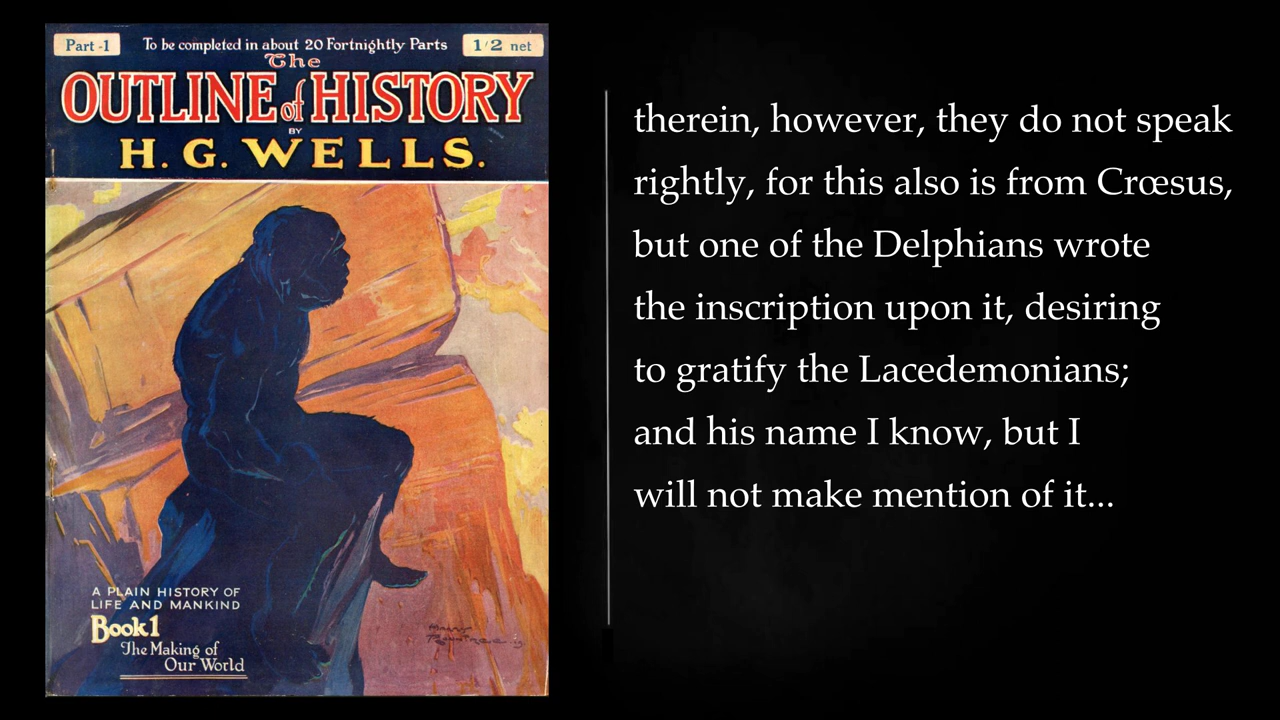 Part -1
To be completed in about 20 Fortnightly Parts
1/2 net
The
OUTLINE of HISTORY
BY
H. G. WELLS.
A PLAIN HISTORY OF
LIFE AND MANKIND
Book 1
The Making of
Our World
therein, however, they do not speak
rightly, for this also is from Crœsus,
but one of the Delphians wrote
the inscription upon it, desiring
to gratify the Lacedemonians;
and his name I know, but I
will not make mention of it...